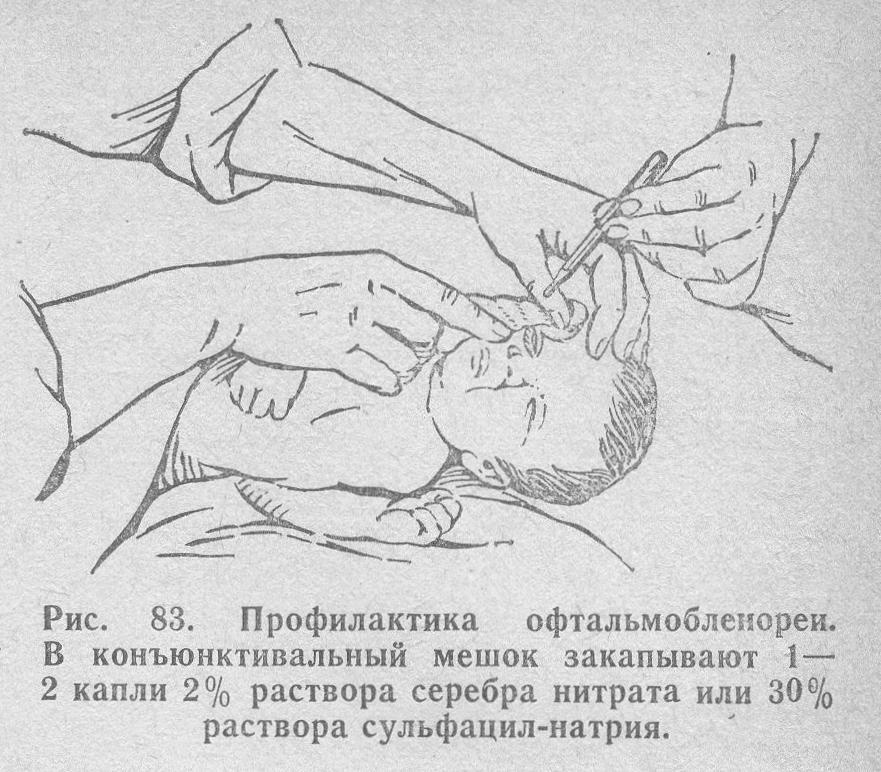 Рис. 83. Профилактика офтальмобленореи.
В конъюнктивальный мешок закапывают 1—
2 капли 2% раствора серебра нитрата или 30%
раствора сульфацил-натрия.